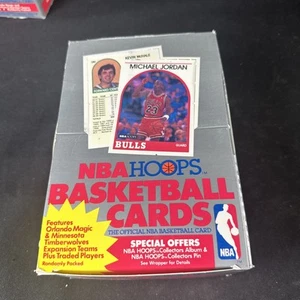 KEVIN McHALE
MICHAEL JORDAN
BULLS
NBA HOOPS
BASKETBALL
CARDS
THE OFFICIAL NBA BASKETBALL CARD
Features
Orlando Magic
& Minnesota
Timberwolves
Expansion Teams
Plus Traded Players
Randomly Packed
SPECIAL OFFERS
NBA HOOPS—Collectors Album &
NBA HOOPS—Collectors Pin
See Wrapper for Details
NBA